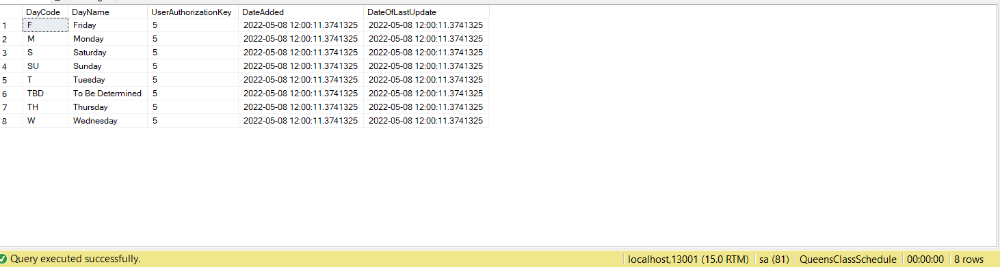 DayCode DayName UserAuthorizationKey DateAdded DateOfLastUpdate
1 F Friday 5 2022-05-08 12:00:11.3741325 2022-05-08 12:00:11.3741325
2 M Monday 5 2022-05-08 12:00:11.3741325 2022-05-08 12:00:11.3741325
3 S Saturday 5 2022-05-08 12:00:11.3741325 2022-05-08 12:00:11.3741325
4 SU Sunday 5 2022-05-08 12:00:11.3741325 2022-05-08 12:00:11.3741325
5 T Tuesday 5 2022-05-08 12:00:11.3741325 2022-05-08 12:00:11.3741325
6 TBD To Be Determined 5 2022-05-08 12:00:11.3741325 2022-05-08 12:00:11.3741325
7 TH Thursday 5 2022-05-08 12:00:11.3741325 2022-05-08 12:00:11.3741325
8 W Wednesday 5 2022-05-08 12:00:11.3741325 2022-05-08 12:00:11.3741325
Query executed successfully. localhost,13001 (15.0 RTM) sa (81) QueensClassSchedule 00:00:00 8 rows